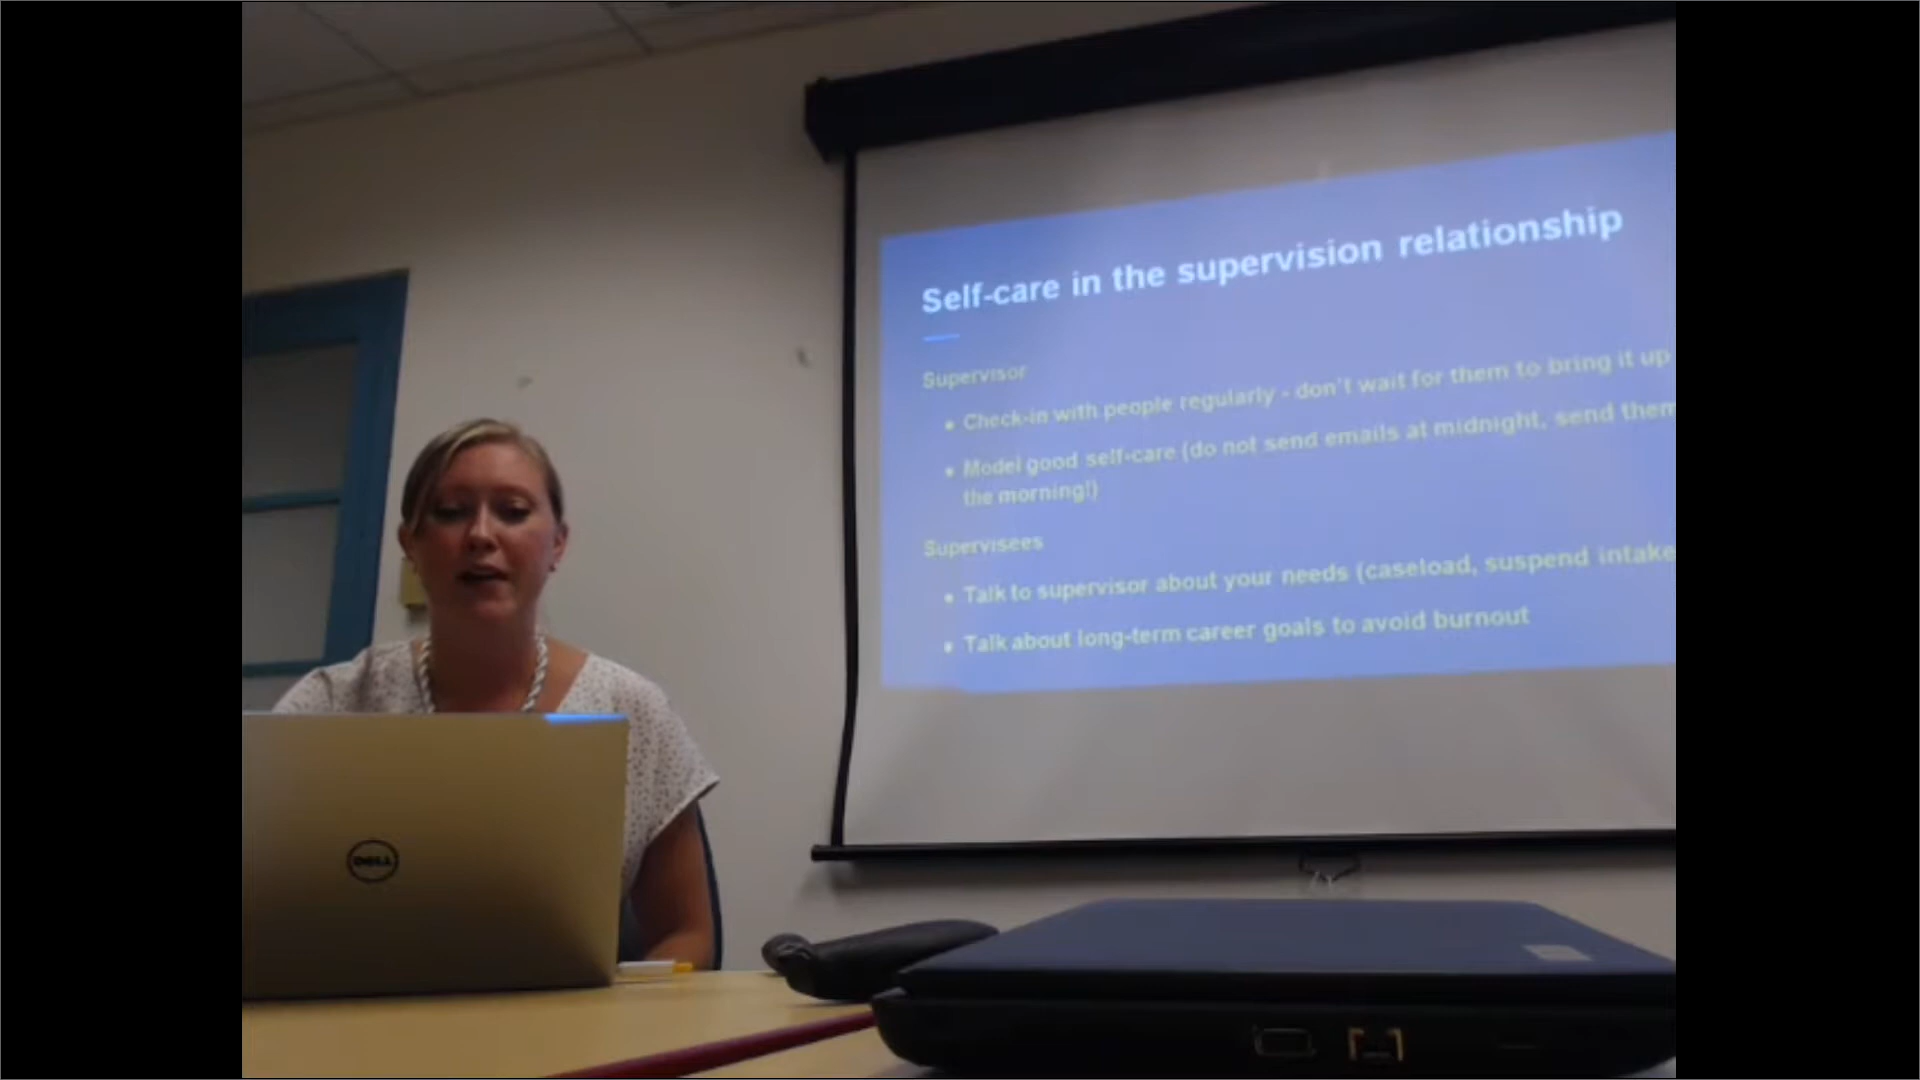 Self-care in the supervision relationship
Supervisor
• Check-in with people regularly - don't wait for them to bring it up
• Model good self-care (do not send emails at midnight, send them
the morning!)
Supervisees
• Talk to supervisor about your needs (caseload, suspend intake
• Talk about long-term career goals to avoid burnout
DELL